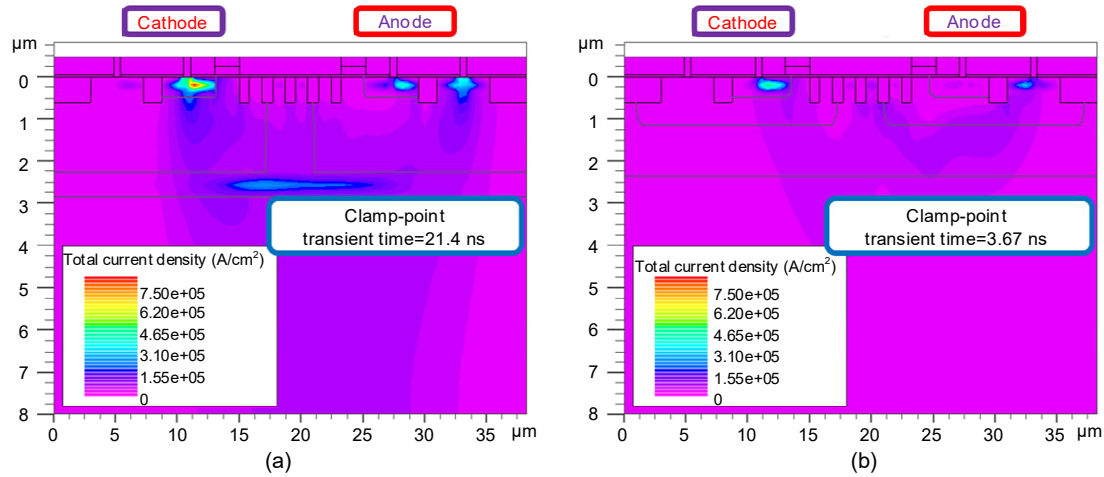 Cathode
Anode
µm
0
1
2
3
4
5
6
7
8
Clamp-point
transient time=21.4 ns
Total current density (A/cm²)
7.50e+05
6.20e+05
4.65e+05
3.10e+05
1.55e+05
0
0
5
10
15
20
25
30
35
µm
(a)
Cathode
Anode
µm
0
1
2
3
4
5
6
7
8
Clamp-point
transient time=3.67 ns
Total current density (A/cm²)
7.50e+05
6.20e+05
4.65e+05
3.10e+05
1.55e+05
0
0
5
10
15
20
25
30
35
µm
(b)